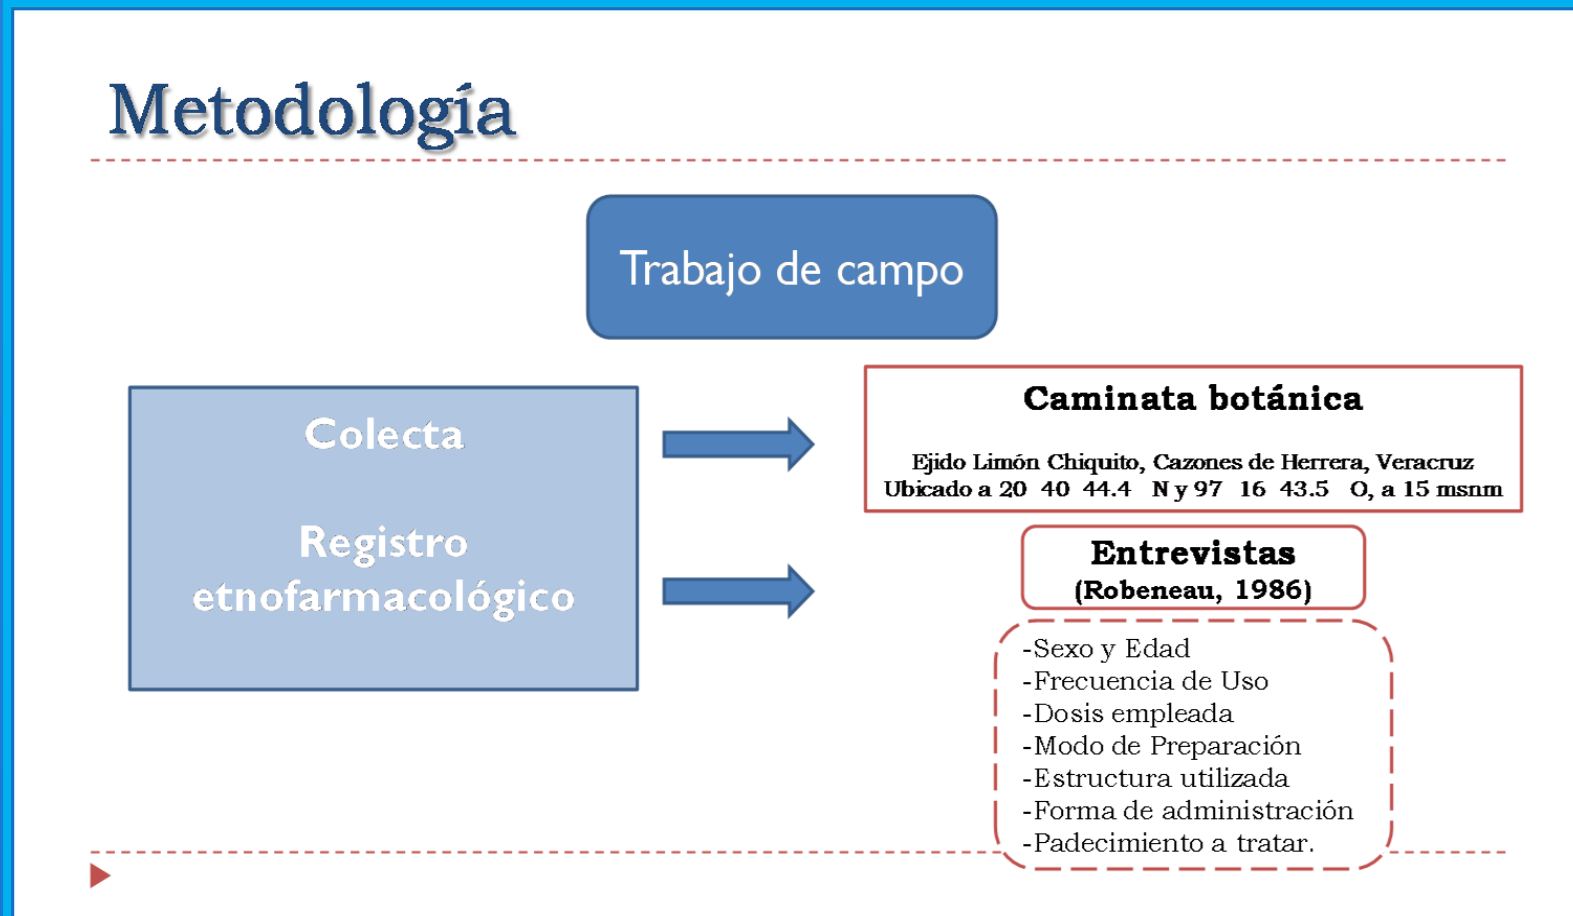 Metodología
Trabajo de campo
Colecta
Registro
etnofarmacológico
Caminata botánica
Ejido Limón Chiquito, Cazones de Herrera, Veracruz
Ubicado a 20 40 44.4 N y 97 16 43.5 O, a 15 msnm
Entrevistas
(Robeneau, 1986)
-Sexo y Edad
-Frecuencia de Uso
-Dosis empleada
-Modo de Preparación
-Estructura utilizada
-Forma de administración
-Padecimiento a tratar.